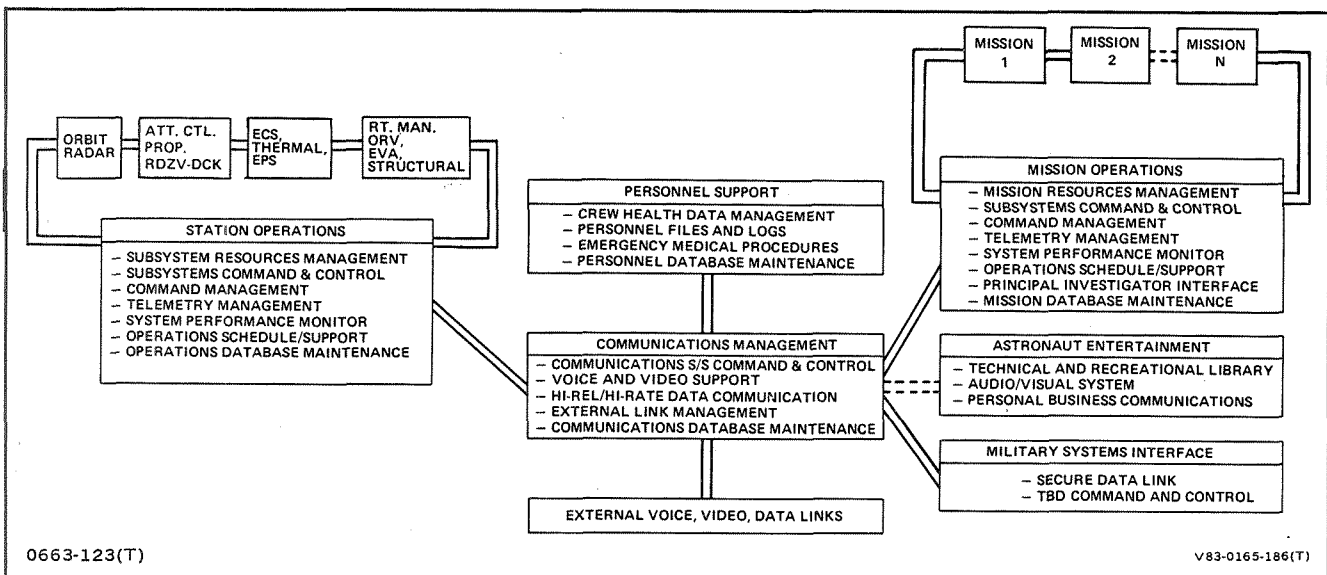 ORBIT
RADAR
ATT. CTL.
PROP.
RDZV-DCK
ECS,
THERMAL,
EPS
RT. MAN.
ORV,
EVA,
STRUCTURAL
STATION OPERATIONS
– SUBSYSTEM RESOURCES MANAGEMENT
– SUBSYSTEMS COMMAND & CONTROL
– COMMAND MANAGEMENT
– TELEMETRY MANAGEMENT
– SYSTEM PERFORMANCE MONITOR
– OPERATIONS SCHEDULE/SUPPORT
– OPERATIONS DATABASE MAINTENANCE
PERSONNEL SUPPORT
– CREW HEALTH DATA MANAGEMENT
– PERSONNEL FILES AND LOGS
– EMERGENCY MEDICAL PROCEDURES
– PERSONNEL DATABASE MAINTENANCE
COMMUNICATIONS MANAGEMENT
– COMMUNICATIONS S/S COMMAND & CONTROL
– VOICE AND VIDEO SUPPORT
– HI-REL/HI-RATE DATA COMMUNICATION
– EXTERNAL LINK MANAGEMENT
– COMMUNICATIONS DATABASE MAINTENANCE
EXTERNAL VOICE, VIDEO, DATA LINKS
MISSION
1
MISSION
2
MISSION
N
MISSION OPERATIONS
– MISSION RESOURCES MANAGEMENT
– SUBSYSTEMS COMMAND & CONTROL
– COMMAND MANAGEMENT
– TELEMETRY MANAGEMENT
– SYSTEM PERFORMANCE MONITOR
– OPERATIONS SCHEDULE/SUPPORT
– PRINCIPAL INVESTIGATOR INTERFACE
– MISSION DATABASE MAINTENANCE
ASTRONAUT ENTERTAINMENT
– TECHNICAL AND RECREATIONAL LIBRARY
– AUDIO/VISUAL SYSTEM
– PERSONAL BUSINESS COMMUNICATIONS
MILITARY SYSTEMS INTERFACE
– SECURE DATA LINK
– TBD COMMAND AND CONTROL
0663-123(T)
V83-0165-186(T)